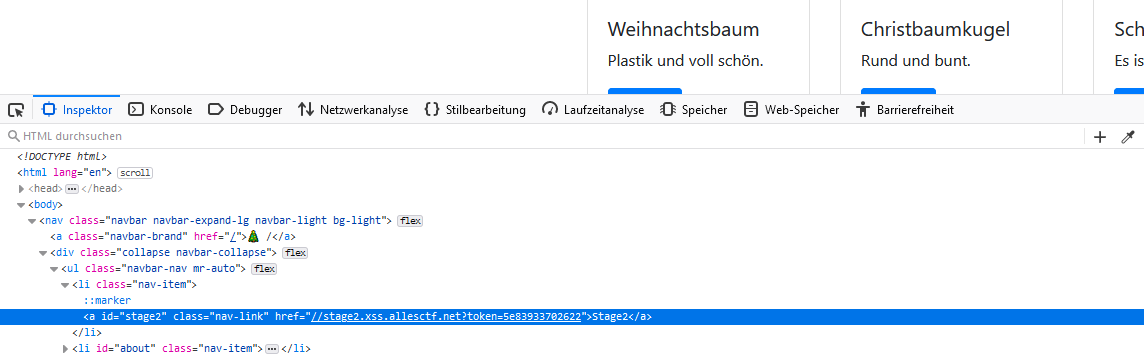 Weihnachtsbaum Christbaumkugel Sch
Plastik und voll schön. Rund und bunt. Es is
Inspektor Konsole Debugger Netzwerkanalyse Stilbearbeitung Laufzeitanalyse Speicher Web-Speicher Barrierefreiheit
HTML durchsuchen
<!DOCTYPE html>
<html lang="en"> scroll
<head> ••• </head>
<body>
<nav class="navbar navbar-expand-lg navbar-light bg-light"> flex
<a class="navbar-brand" href="/">🎄 /</a>
<div class="collapse navbar-collapse"> flex
<ul class="navbar-nav mr-auto"> flex
<li class="nav-item">
::marker
<a id="stage2" class="nav-link" href="//stage2.xss.allesctf.net?token=5e83933702622">Stage2</a>
</li>
<li id="about" class="nav-item"> ••• </li>